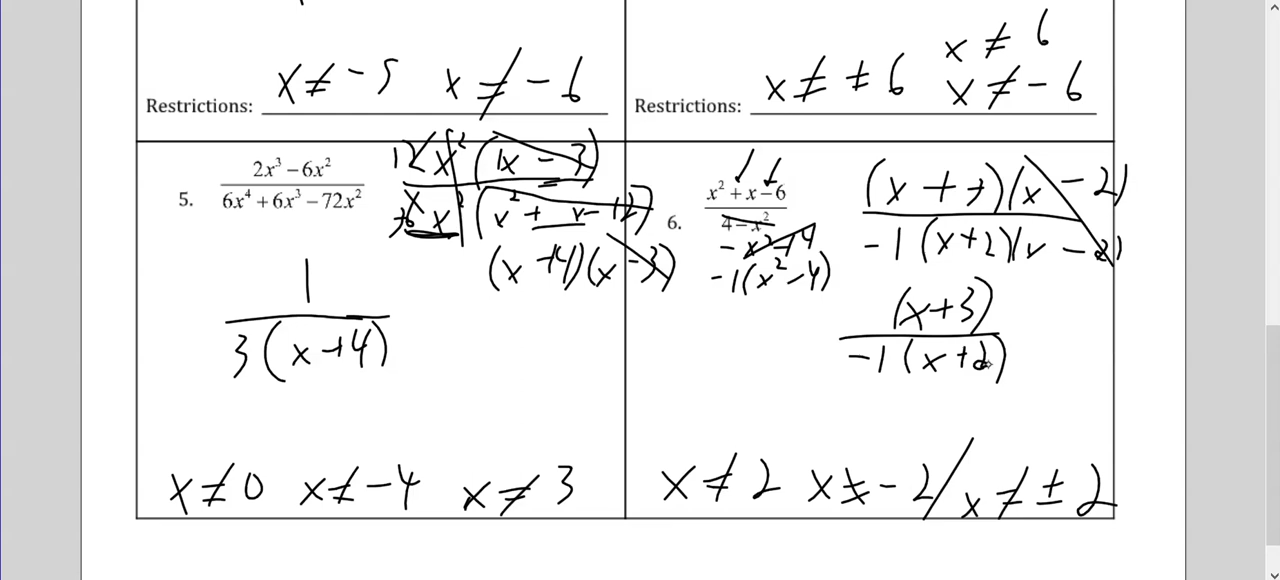 x ≠ -5 x ≠ -6
Restrictions:
x ≠ ≠ 6 x ≠ 6
x ≠ -6
Restrictions:
5. (2x³ - 6x²)/(6x⁴ + 6x³ - 72x²)
x² (x - 3)
x² (x² + x - 12)
(x + 4)(x - 3)
1
3(x+4)
x ≠ 0 x ≠ -4 x ≠ 3
6. (x² + x - 6)/(4 - x²)
-x² + 4
-1(x² - 4)
(x + 3)(x - 2)
-1(x+2)(x - 2)
(x+3)
-1(x+2)
x ≠ 2 x ≠ -2 / x ≠ ± 2